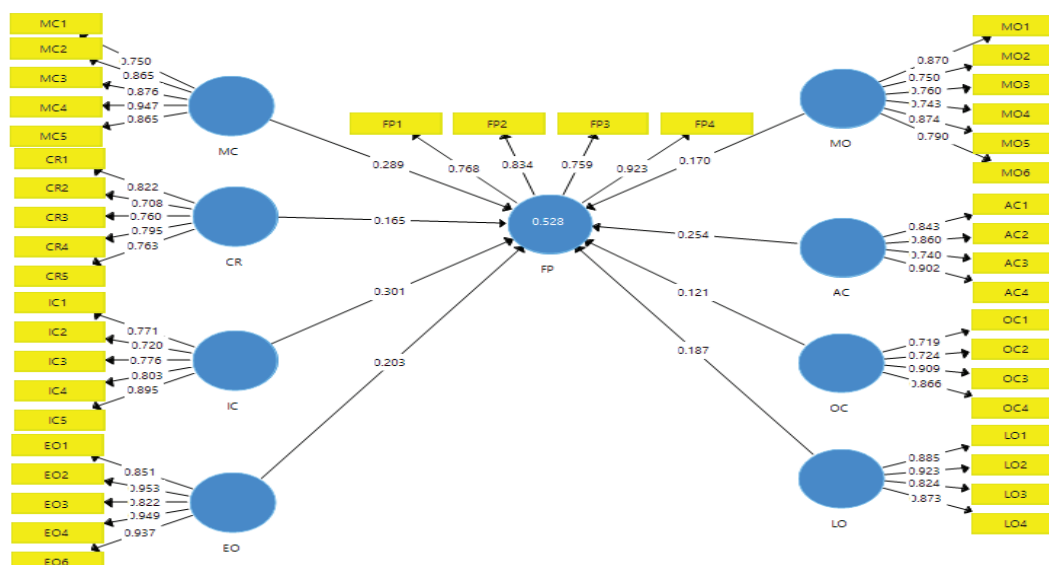 MC1
MC2
MC3
MC4
MC5
0.750
0.865
0.876
0.947
0.865
MC
CR1
CR2
CR3
CR4
CR5
0.822
0.708
0.760
0.795
0.763
CR
IC1
IC2
IC3
IC4
IC5
0.771
0.720
0.776
0.803
0.895
IC
EO1
EO2
EO3
EO4
EO6
0.851
0.953
0.822
0.949
0.937
EO
FP1
FP2
FP3
FP4
0.768
0.834
0.759
0.923
0.528
FP
0.289
0.165
0.301
0.203
0.170
0.254
0.121
0.187
MO1
MO2
MO3
MO4
MO5
MO6
0.870
0.750
0.760
0.743
0.874
0.790
MO
AC1
AC2
AC3
AC4
0.843
0.860
0.740
0.902
AC
OC1
OC2
OC3
OC4
0.719
0.724
0.909
0.866
OC
LO1
LO2
LO3
LO4
0.885
0.923
0.824
0.873
LO